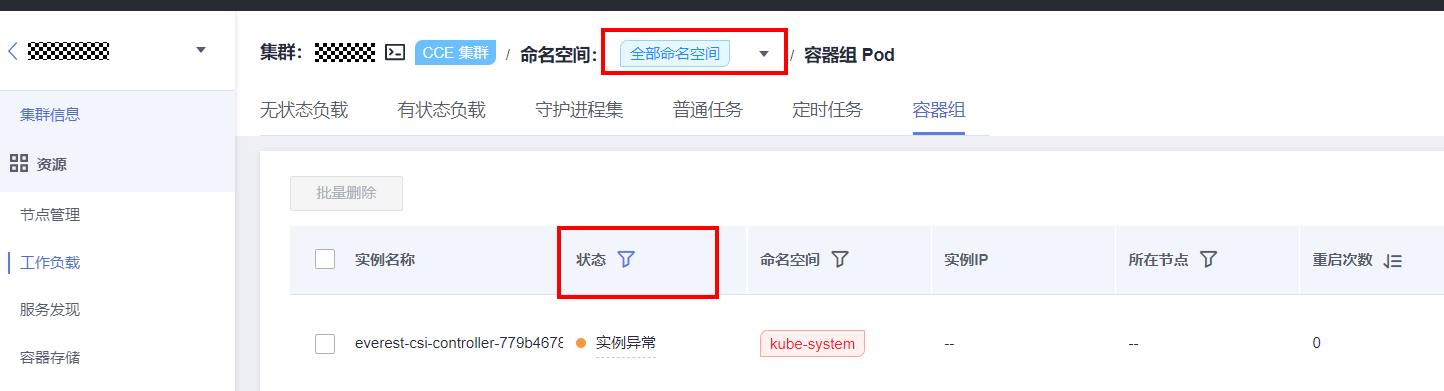 集群： CCE 集群 / 命名空间： 全部命名空间 / 容器组 Pod
集群信息
资源
节点管理
工作负载
服务发现
容器存储
无状态负载 有状态负载 守护进程集 普通任务 定时任务 容器组
批量删除
实例名称 状态 命名空间 实例IP 所在节点 重启次数
everest-csi-controller-779b4678 实例异常 kube-system -- -- 0